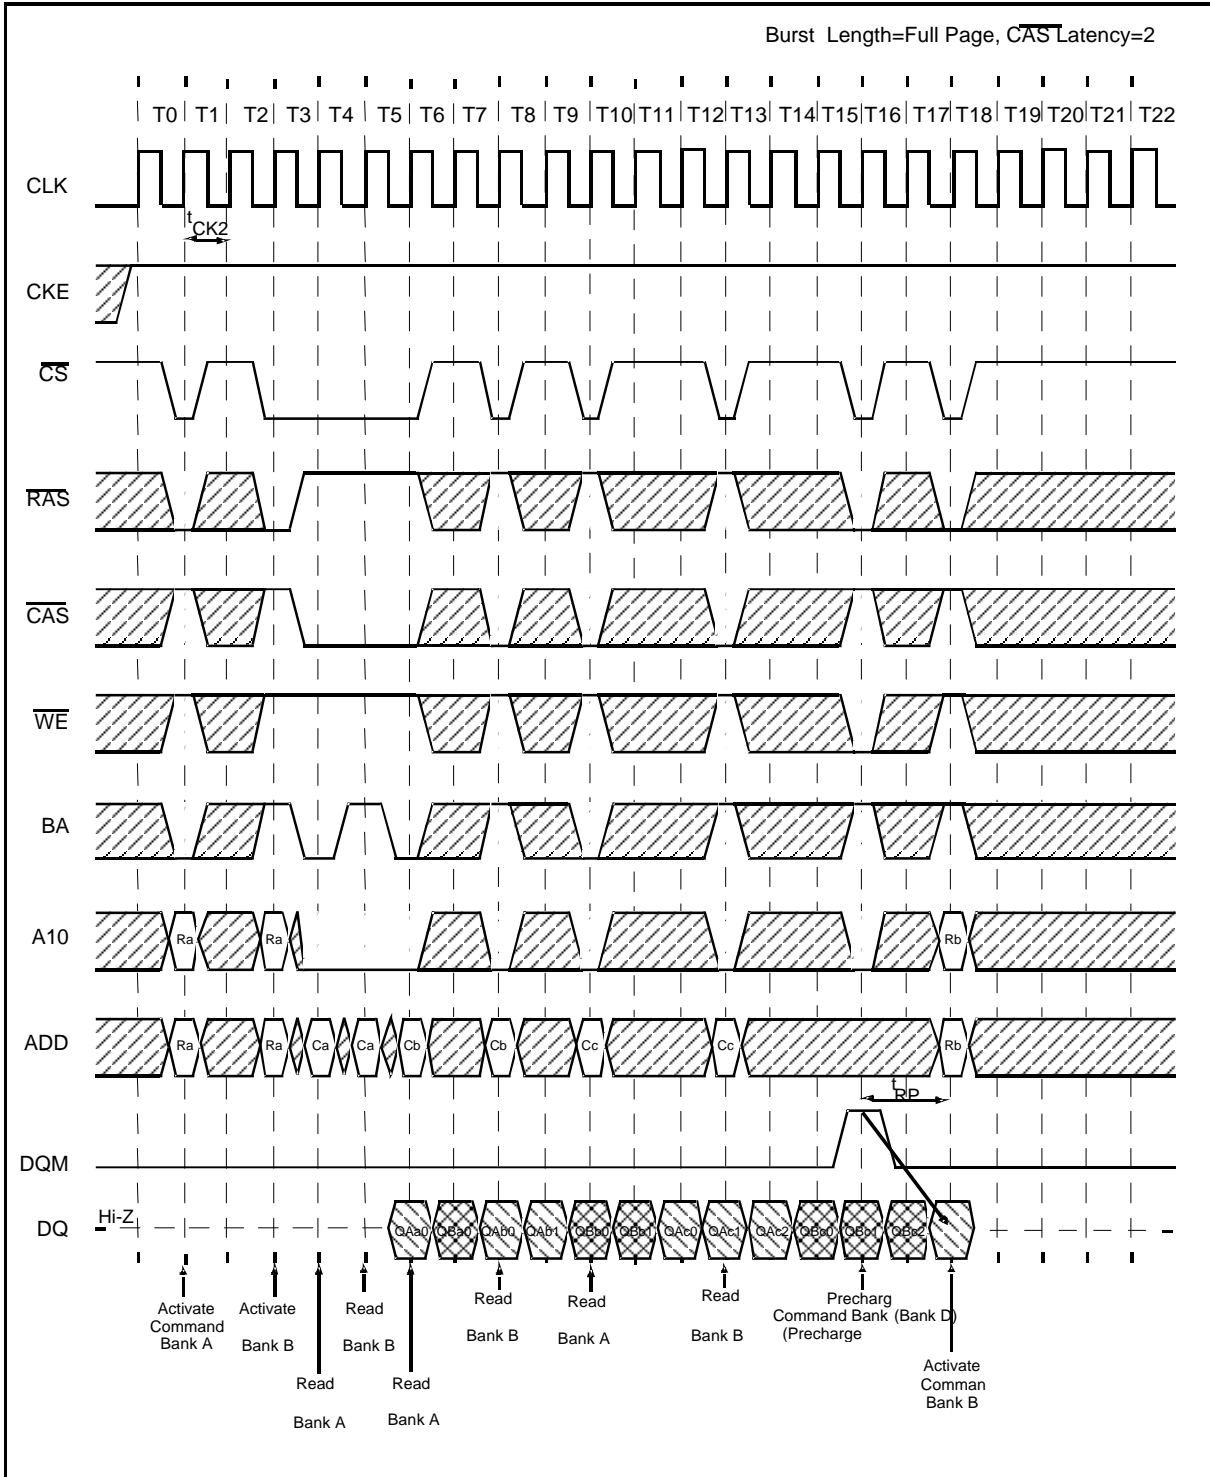 Burst Length=Full Page, CAS Latency=2
T0 T1 T2 T3 T4 T5 T6 T7 T8 T9 T10 T11 T12 T13 T14 T15 T16 T17 T18 T19 T20 T21 T22
CLK
tCK2
CKE
CS
RAS
CAS
WE
BA
A10 Ra Ra Rb
ADD Ra Ra Ca Ca Cb Cb Cc Cc Rb
tRP
DQM
Hi-Z
DQ QAa0 QBa0 QAb0 QAb1 QBb0 QBb1 QAc0 QAc1 QAc2 QBc0 QBc1 QBc2
Activate
Command
Bank A
Activate
Bank B
Read
Bank A
Read
Bank B
Read
Bank A
Read
Bank B
Read
Bank A
Read
Bank B
Precharg
Command Bank (Bank D)
(Precharge
Activate
Comman
Bank B